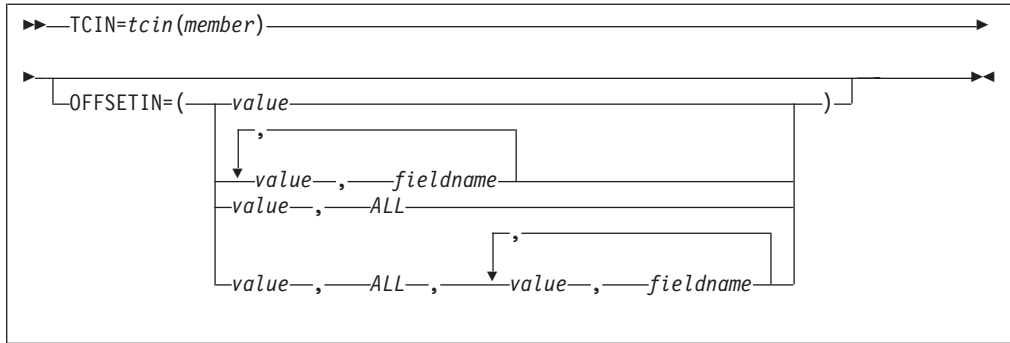 TCIN=tcin(member)
OFFSETIN=( value )
,
value , fieldname
value , ALL
,
value , ALL , value , fieldname